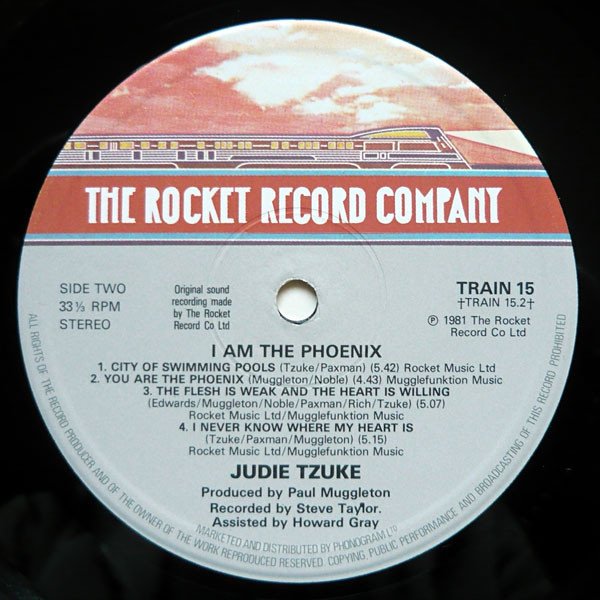 THE ROCKET RECORD COMPANY
SIDE TWO
33⅓ RPM
STEREO
Original sound
recording made
by The Rocket
Record Co Ltd
TRAIN 15
†TRAIN 15.2†
℗ 1981 The Rocket
Record Co Ltd
I AM THE PHOENIX
1. CITY OF SWIMMING POOLS (Tzuke/Paxman) (5.42) Rocket Music Ltd
2. YOU ARE THE PHOENIX (Muggleton/Noble) (4.43) Mugglefunktion Music
3. THE FLESH IS WEAK AND THE HEART IS WILLING
(Edwards/Muggleton/Noble/Paxman/Rich/Tzuke) (5.07)
Rocket Music Ltd/Mugglefunktion Music
4. I NEVER KNOW WHERE MY HEART IS
(Tzuke/Paxman/Muggleton) (5.15)
Rocket Music Ltd/Mugglefunktion Music
JUDIE TZUKE
Produced by Paul Muggleton
Recorded by Steve Taylor.
Assisted by Howard Gray
MARKETED AND DISTRIBUTED BY PHONOGRAM LTD
ALL RIGHTS OF THE RECORD PRODUCER AND OF THE OWNER OF THE WORK REPRODUCED RESERVED. COPYING, PUBLIC PERFORMANCE AND BROADCASTING OF THIS RECORD PROHIBITED